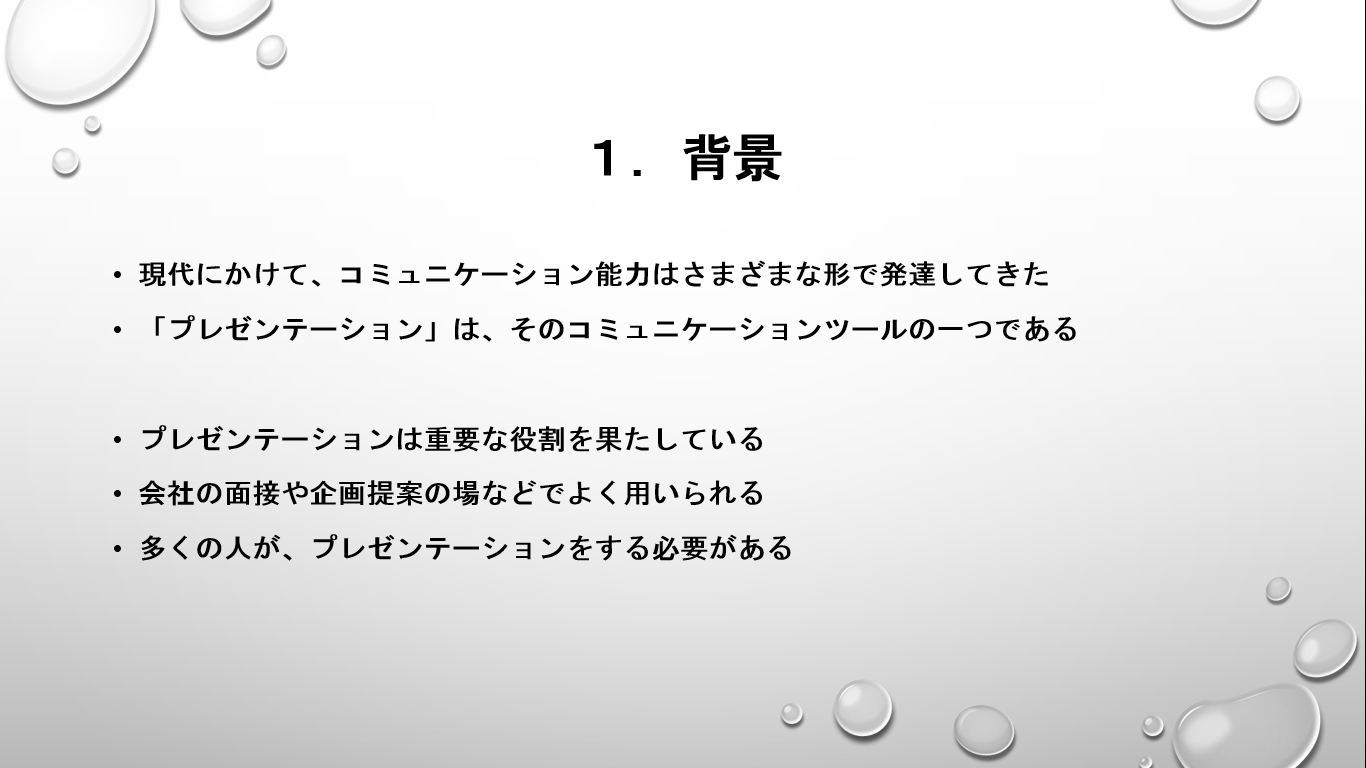 １．背景
• 現代にかけて、コミュニケーション能力はさまざまな形で発達してきた
• 「プレゼンテーション」は、そのコミュニケーションツールの一つである
• プレゼンテーションは重要な役割を果たしている
• 会社の面接や企画提案の場などでよく用いられる
• 多くの人が、プレゼンテーションをする必要がある